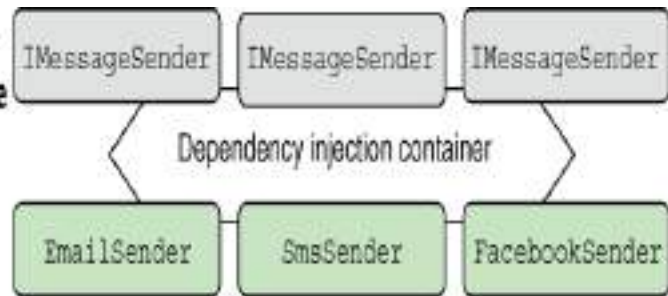 IMessageSender IMessageSender IMessageSender
Dependency injection container
EmailSender SmsSender FacebookSender